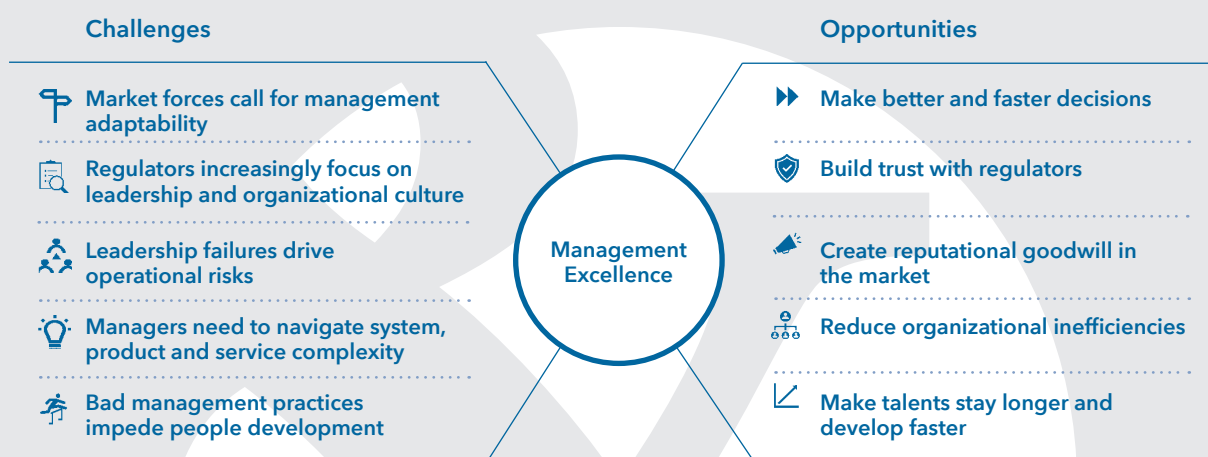 Challenges
Market forces call for management
adaptability
Regulators increasingly focus on
leadership and organizational culture
Leadership failures drive
operational risks
Managers need to navigate system,
product and service complexity
Bad management practices
impede people development
Management
Excellence
Opportunities
Make better and faster decisions
Build trust with regulators
Create reputational goodwill in
the market
Reduce organizational inefficiencies
Make talents stay longer and
develop faster